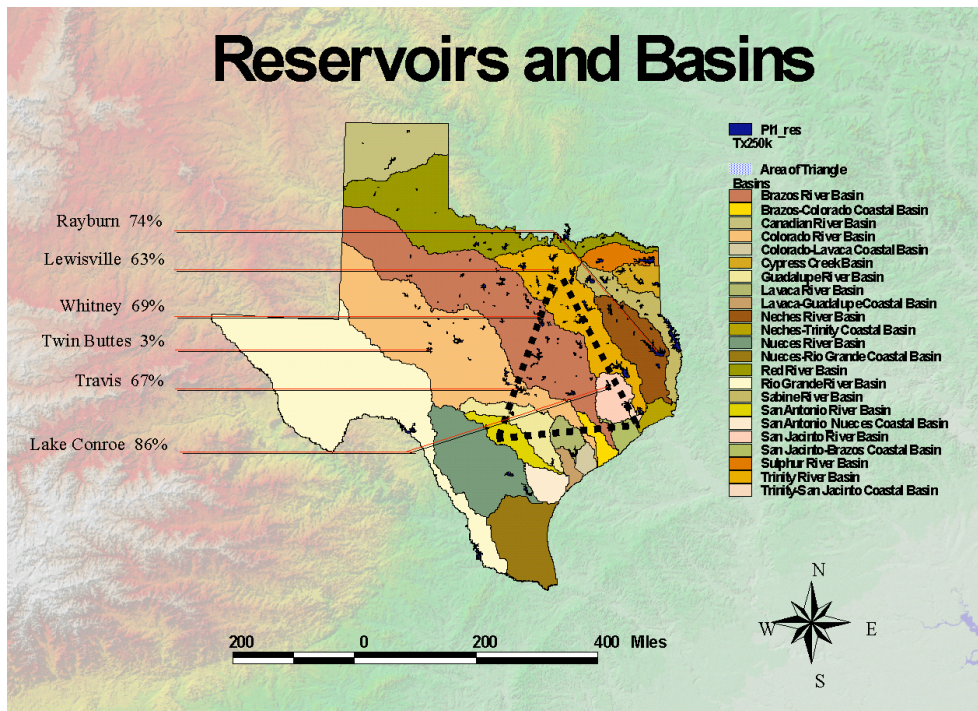 Reservoirs and Basins
Rayburn 74%
Lewisville 63%
Whitney 69%
Twin Buttes 3%
Travis 67%
Lake Conroe 86%
Pf1_res
Tx250k
Area of Triangle
Basins
Brazos River Basin
Brazos-Colorado Coastal Basin
Canadian River Basin
Colorado River Basin
Colorado-Lavaca Coastal Basin
Cypress Creek Basin
Guadalupe River Basin
Lavaca River Basin
Lavaca-Guadalupe Coastal Basin
Neches River Basin
Neches-Trinity Coastal Basin
Nueces River Basin
Nueces-Rio Grande Coastal Basin
Red River Basin
Rio Grande River Basin
Sabine River Basin
San Antonio River Basin
San Antonio Nueces Coastal Basin
San Jacinto River Basin
San Jacinto-Brazos Coastal Basin
Sulphur River Basin
Trinity River Basin
Trinity-San Jacinto Coastal Basin
N
W E
S
200 0 200 400 Miles